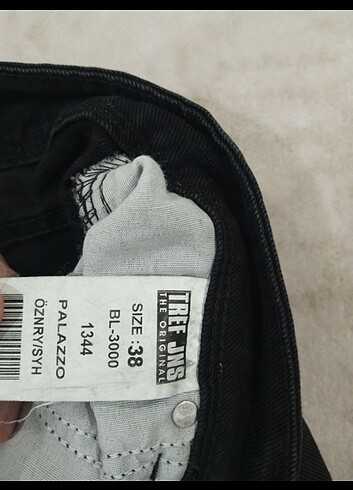 TREF JNS
THE ORIGINAL
SIZE : 38
BL-3000
1344
PALAZZO
ÖZNRY/SYH